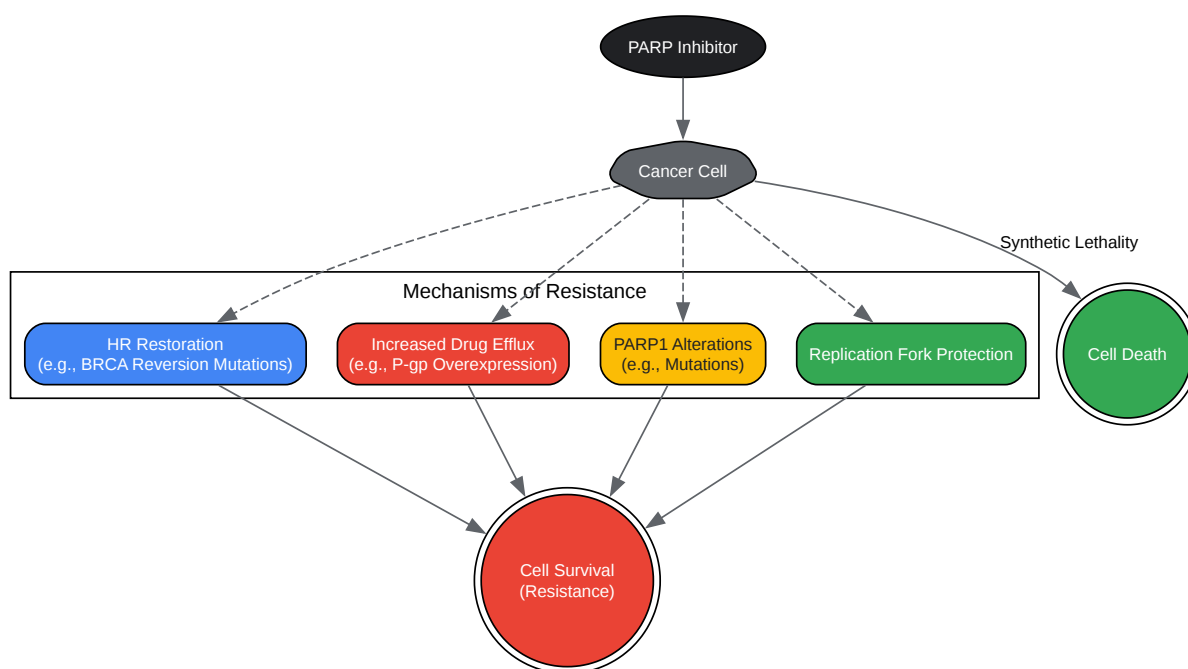 PARP Inhibitor
Cancer Cell
Synthetic Lethality
Mechanisms of Resistance
HR Restoration
(e.g., BRCA Reversion Mutations)
Increased Drug Efflux
(e.g., P-gp Overexpression)
PARP1 Alterations
(e.g., Mutations)
Replication Fork Protection
Cell Death
Cell Survival
(Resistance)